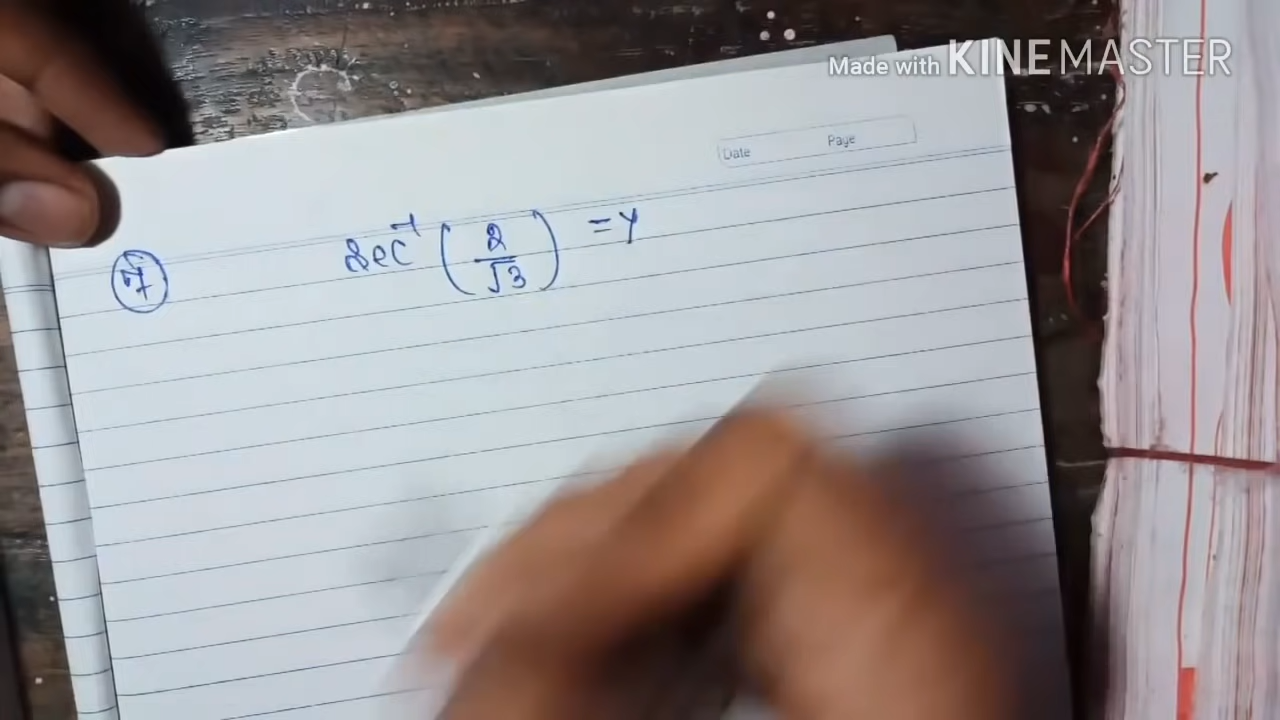 Made with KINEMASTER
Date Page
7 sec⁻¹ (2/√3) = y